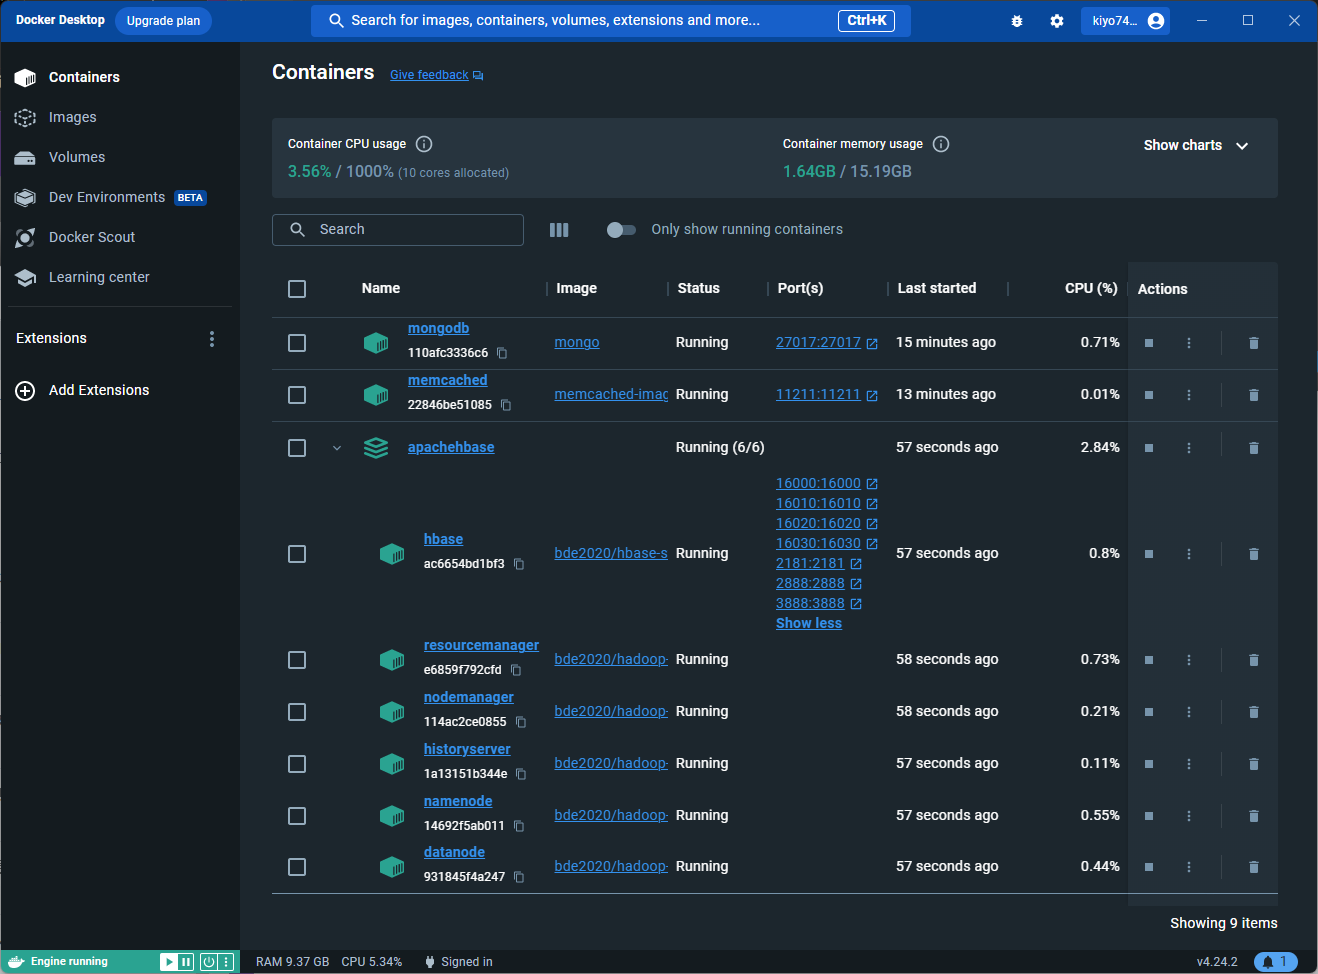 Docker Desktop
Upgrade plan
Search for images, containers, volumes, extensions and more...
Ctrl+K
kiyo74...
Containers
Images
Volumes
Dev Environments BETA
Docker Scout
Learning center
Extensions
Add Extensions
Containers
Give feedback
Container CPU usage
3.56% / 1000% (10 cores allocated)
Container memory usage
1.64GB / 15.19GB
Show charts
Search
Only show running containers
Name Image Status Port(s) Last started CPU (%) Actions
mongodb
110afc3336c6
mongo Running 27017:27017 15 minutes ago 0.71%
memcached
22846be51085
memcached-imag Running 11211:11211 13 minutes ago 0.01%
apachehbase Running (6/6) 57 seconds ago 2.84%
hbase
ac6654bd1bf3
bde2020/hbase-s Running
16000:16000
16010:16010
16020:16020
16030:16030
2181:2181
2888:2888
3888:3888
Show less
57 seconds ago 0.8%
resourcemanager
e6859f792cfd
bde2020/hadoop- Running 58 seconds ago 0.73%
nodemanager
114ac2ce0855
bde2020/hadoop- Running 58 seconds ago 0.21%
historyserver
1a13151b344e
bde2020/hadoop- Running 57 seconds ago 0.11%
namenode
14692f5ab011
bde2020/hadoop- Running 57 seconds ago 0.55%
datanode
931845f4a247
bde2020/hadoop- Running 57 seconds ago 0.44%
Showing 9 items
Engine running
RAM 9.37 GB CPU 5.34% Signed in
v4.24.2
1